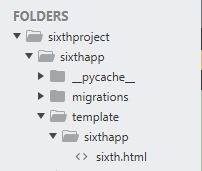 FOLDERS
sixthproject
sixthapp
__pycache__
migrations
template
sixthapp
sixth.html